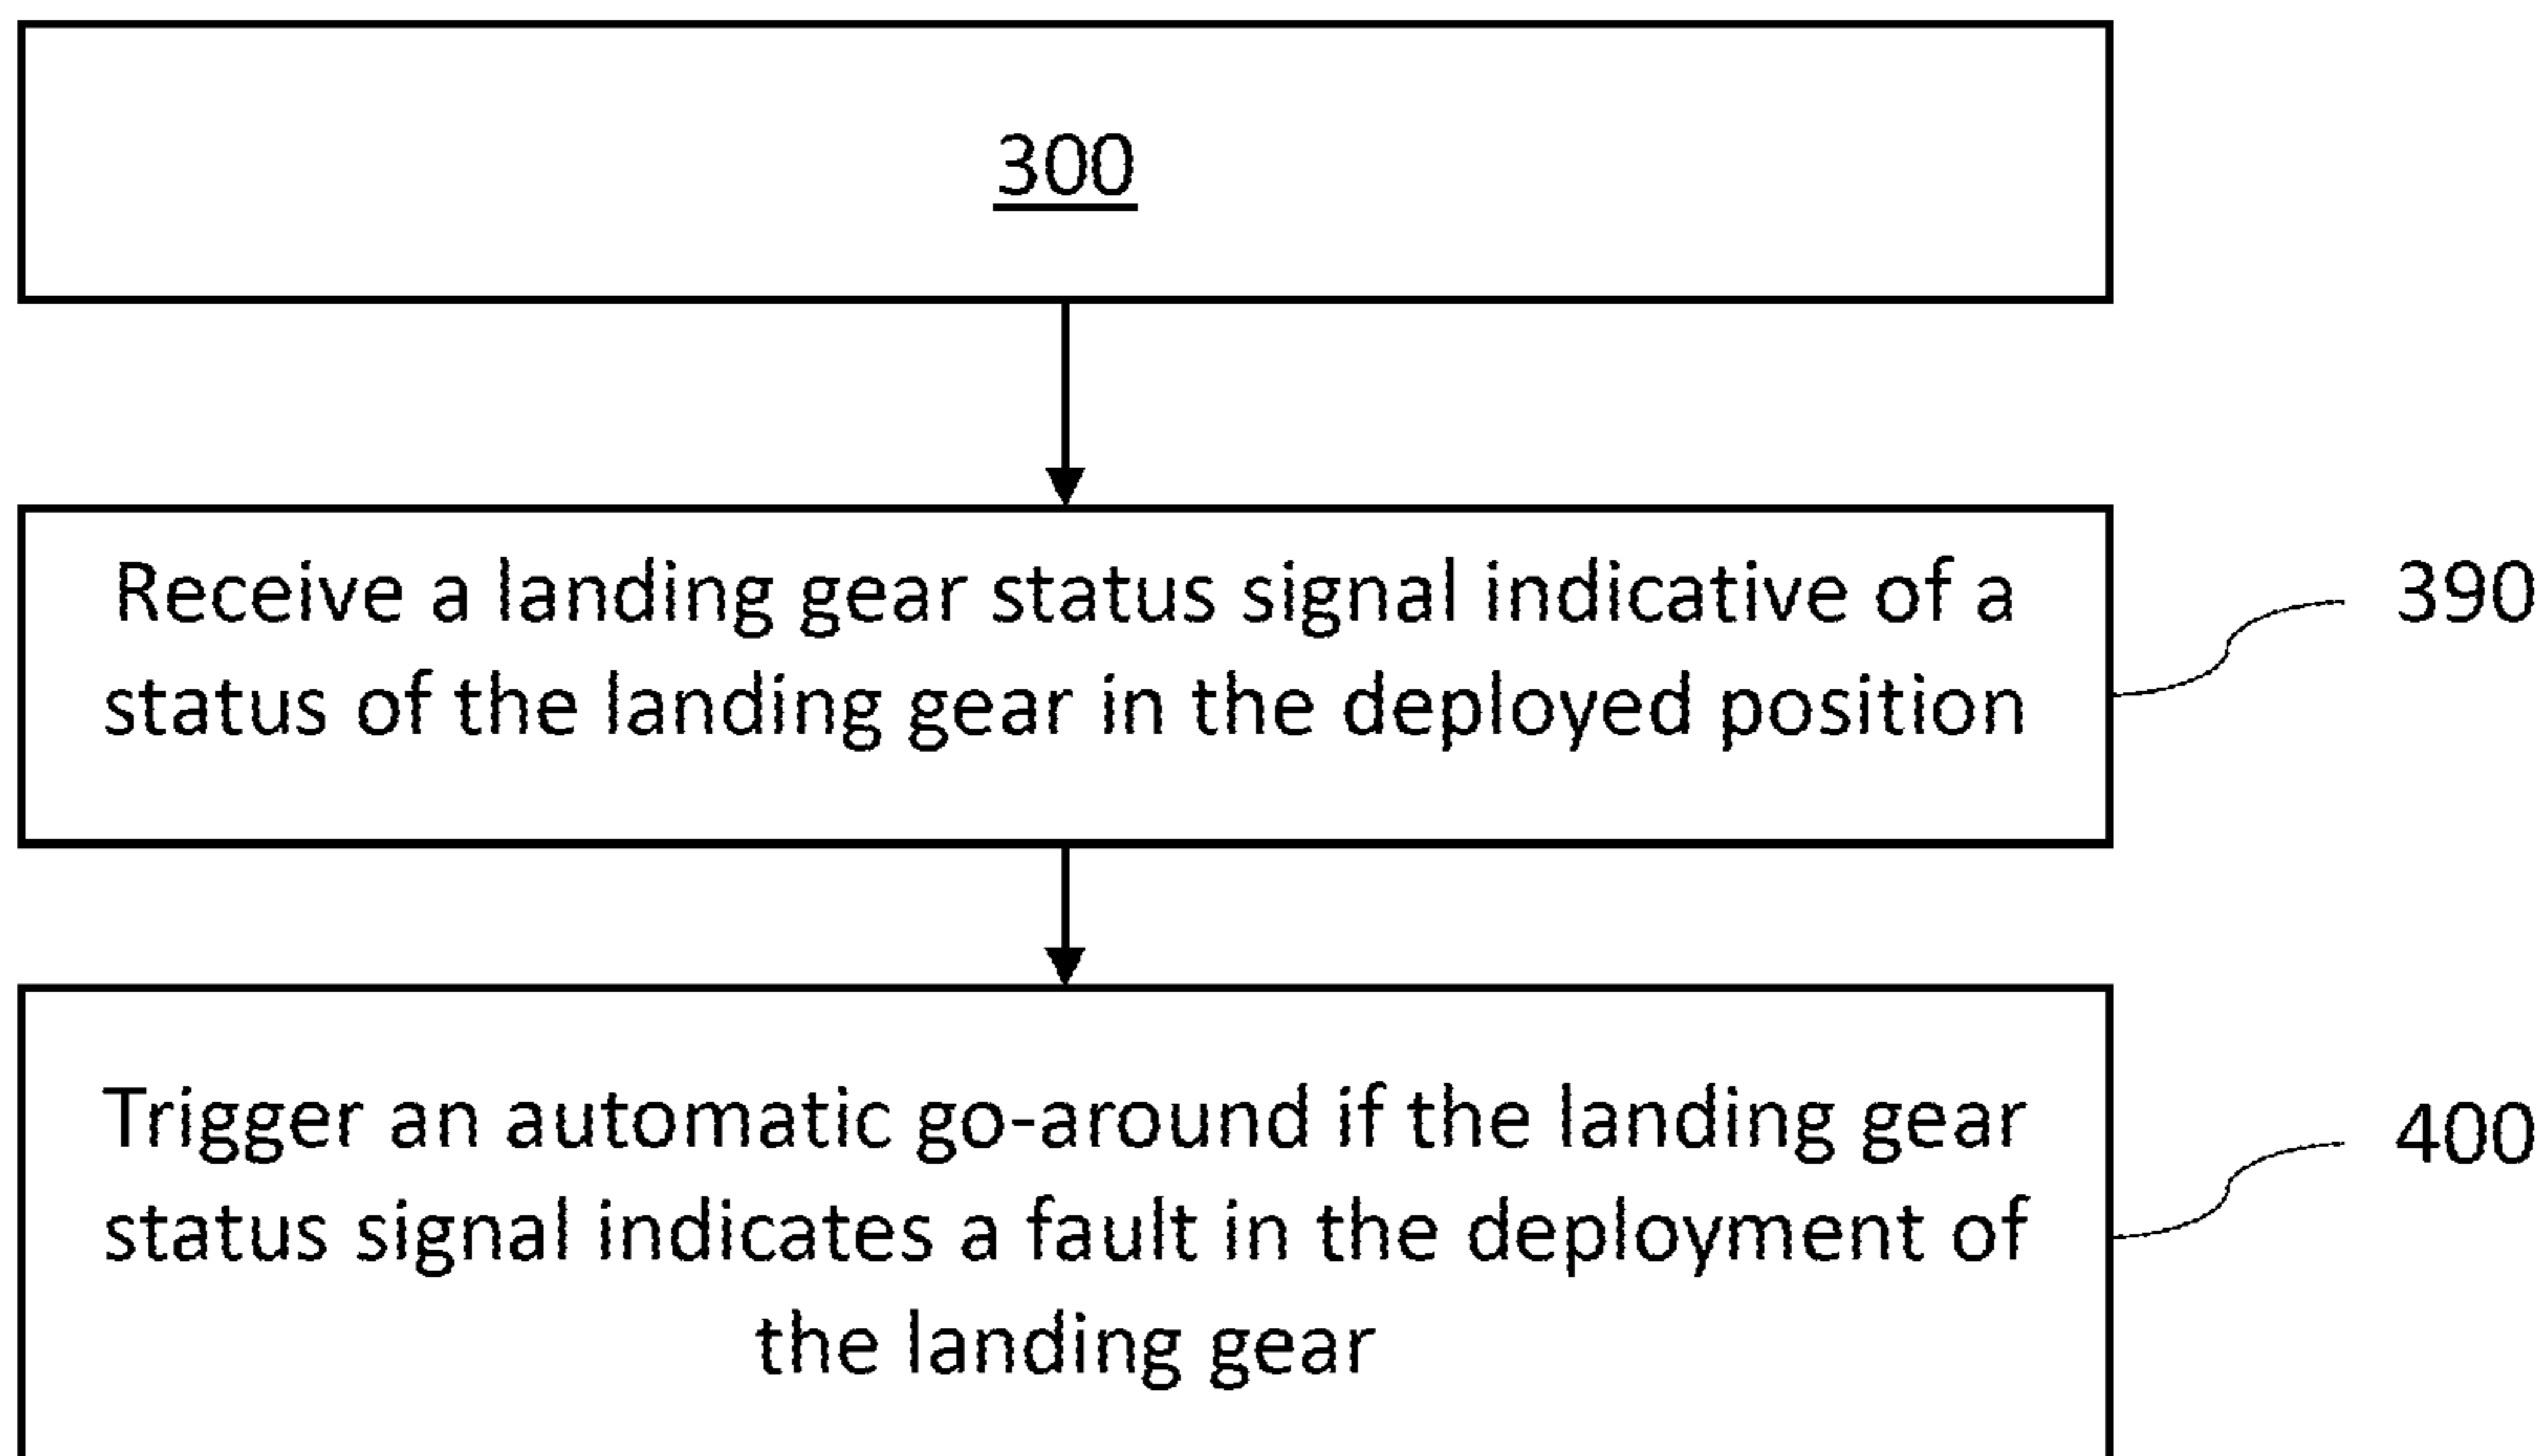 300
Receive a landing gear status signal indicative of a
status of the landing gear in the deployed position
390
Trigger an automatic go-around if the landing gear
status signal indicates a fault in the deployment of
the landing gear
400